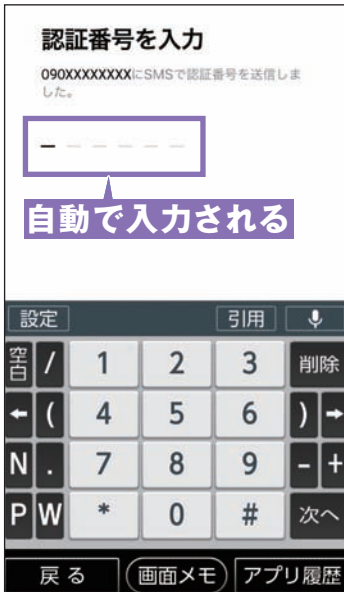 認証番号を入力
090XXXXXXXXXにSMSで認証番号を送信しま
した。
自動で入力される
設定 引用
空白 / 1 2 3 削除
← ( 4 5 6 ) →
N . 7 8 9 - +
P W * 0 # 次へ
戻る 画面メモ アプリ履歴